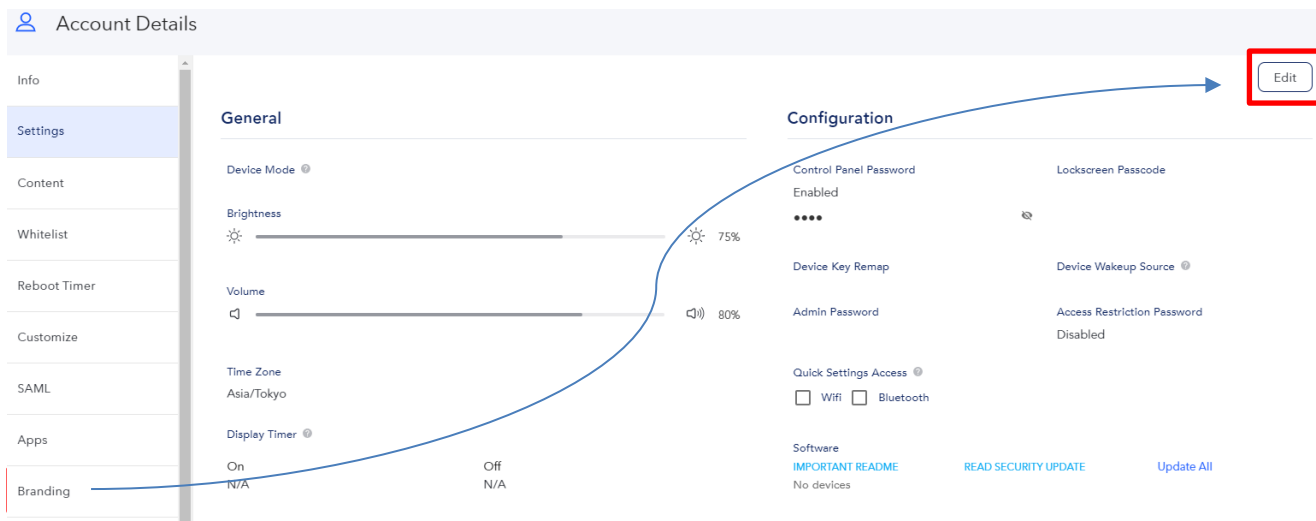 Account Details
Info
Settings
Content
Whitelist
Reboot Timer
Customize
SAML
Apps
Branding
Edit
General
Device Mode
Brightness
75%
Volume
80%
Time Zone
Asia/Tokyo
Display Timer
On Off
N/A N/A
Configuration
Control Panel Password Lockscreen Passcode
Enabled
••••
Device Key Remap Device Wakeup Source
Admin Password Access Restriction Password
Disabled
Quick Settings Access
Wifi Bluetooth
Software
IMPORTANT README READ SECURITY UPDATE Update All
No devices